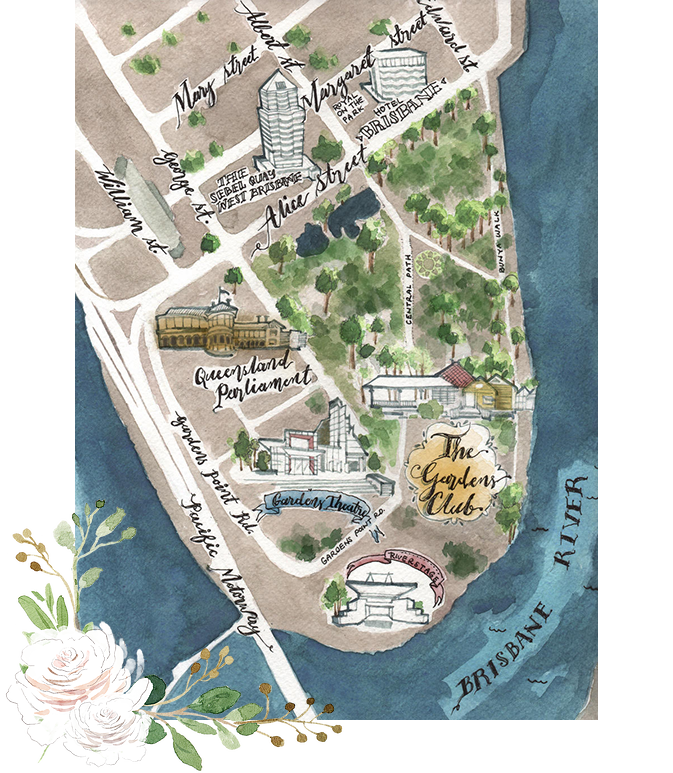 Albert st.
Edward st.
Mary street
Margaret street
ROYAL
ON THE
PARK
HOTEL
BRISBANE
George st.
THE
SEBEL QUAY
WEST BRISBANE
Alice street
William st.
BUNYA WALK
CENTRAL PATH
Queensland
Parliament
The
Gardens
Club.
Gardens Point Rd.
Gardens Theatre
GARDENS POINT RD.
Pacific Motorway
RIVERSTAGE
BRISBANE RIVER